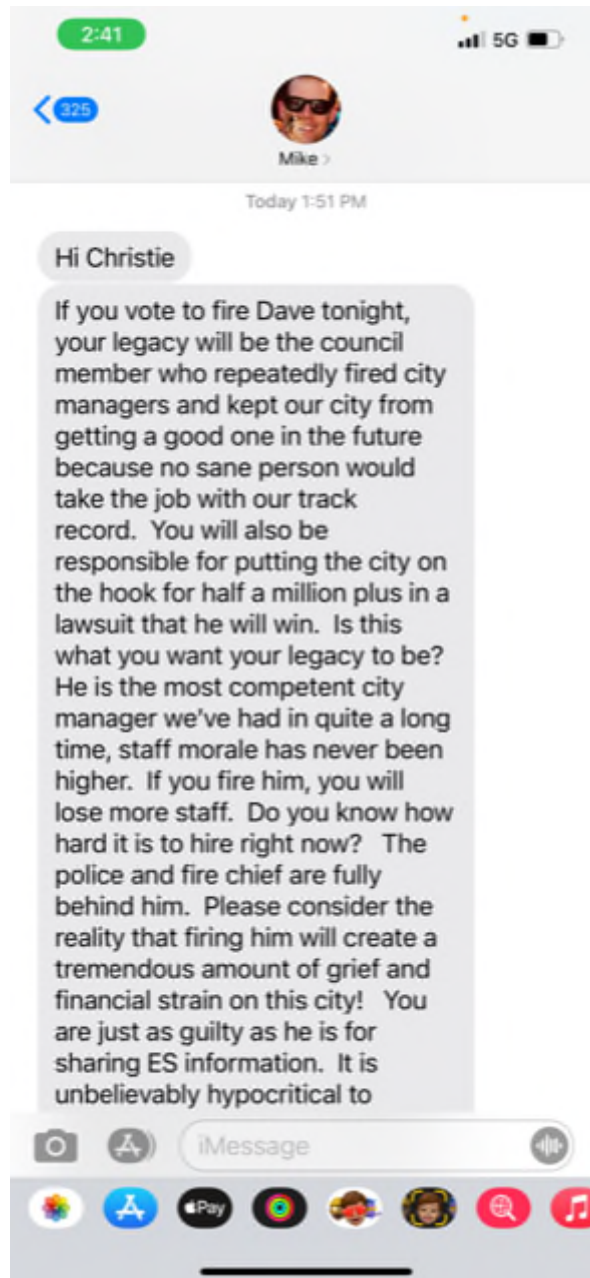 2:41
5G
325
Mike >
Today 1:51 PM
Hi Christie
If you vote to fire Dave tonight,
your legacy will be the council
member who repeatedly fired city
managers and kept our city from
getting a good one in the future
because no sane person would
take the job with our track
record.  You will also be
responsible for putting the city on
the hook for half a million plus in a
lawsuit that he will win.  Is this
what you want your legacy to be?
He is the most competent city
manager we've had in quite a long
time, staff morale has never been
higher.  If you fire him, you will
lose more staff.  Do you know how
hard it is to hire right now?   The
police and fire chief are fully
behind him.  Please consider the
reality that firing him will create a
tremendous amount of grief and
financial strain on this city!   You
are just as guilty as he is for
sharing ES information.  It is
unbelievably hypocritical to
iMessage
Pay